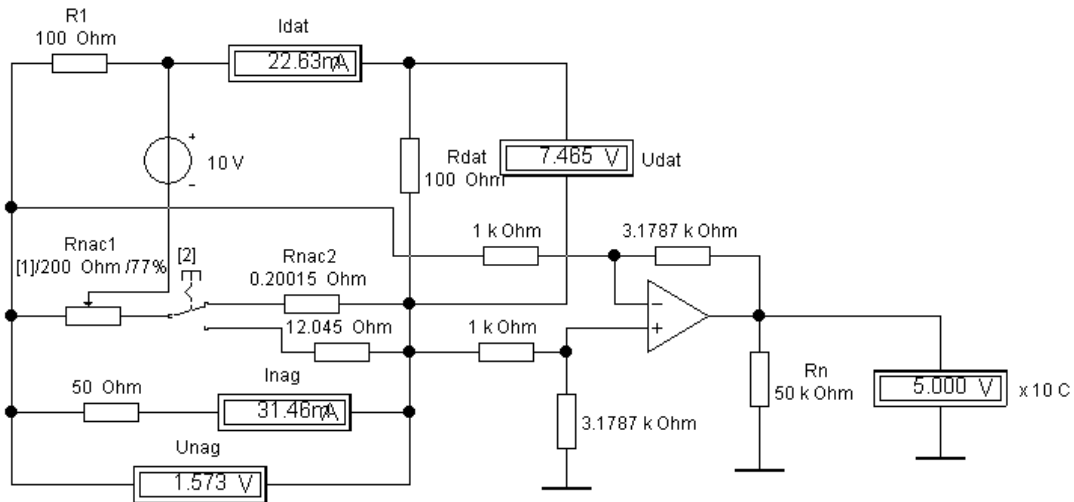 R1
100 Ohm
Idat
22.63mA
10 V
Rdat
100 Ohm
7.465 V
Udat
Rnac1
[1]/200 Ohm /77%
[2]
Rnac2
0.20015 Ohm
1 k Ohm
3.1787 k Ohm
12.045 Ohm
1 k Ohm
50 Ohm
Inag
31.46mA
3.1787 k Ohm
Rn
50 k Ohm
5.000 V
x 10 C
Unag
1.573 V